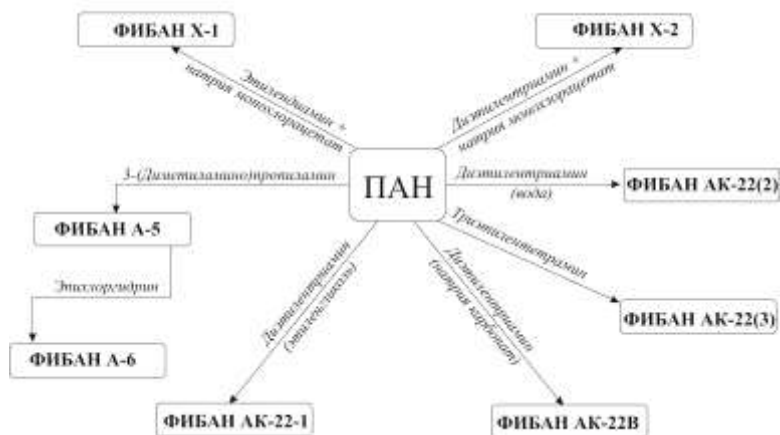 ФИБАН Х-1
ФИБАН Х-2
Этилендиамин +
натрия монохлорацетат
Диэтилентриамин +
натрия монохлорацетат
3-(Диметиламино)пропиламин
ПАН
Диэтилентриамин
(вода)
ФИБАН АК-22(2)
ФИБАН А-5
Триэтилентетрамин
Эпихлоргидрин
Диэтилентриамин
(этиленгликоль)
Диэтилентриамин
(натрия карбонат)
ФИБАН АК-22(3)
ФИБАН А-6
ФИБАН АК-22-1
ФИБАН АК-22В